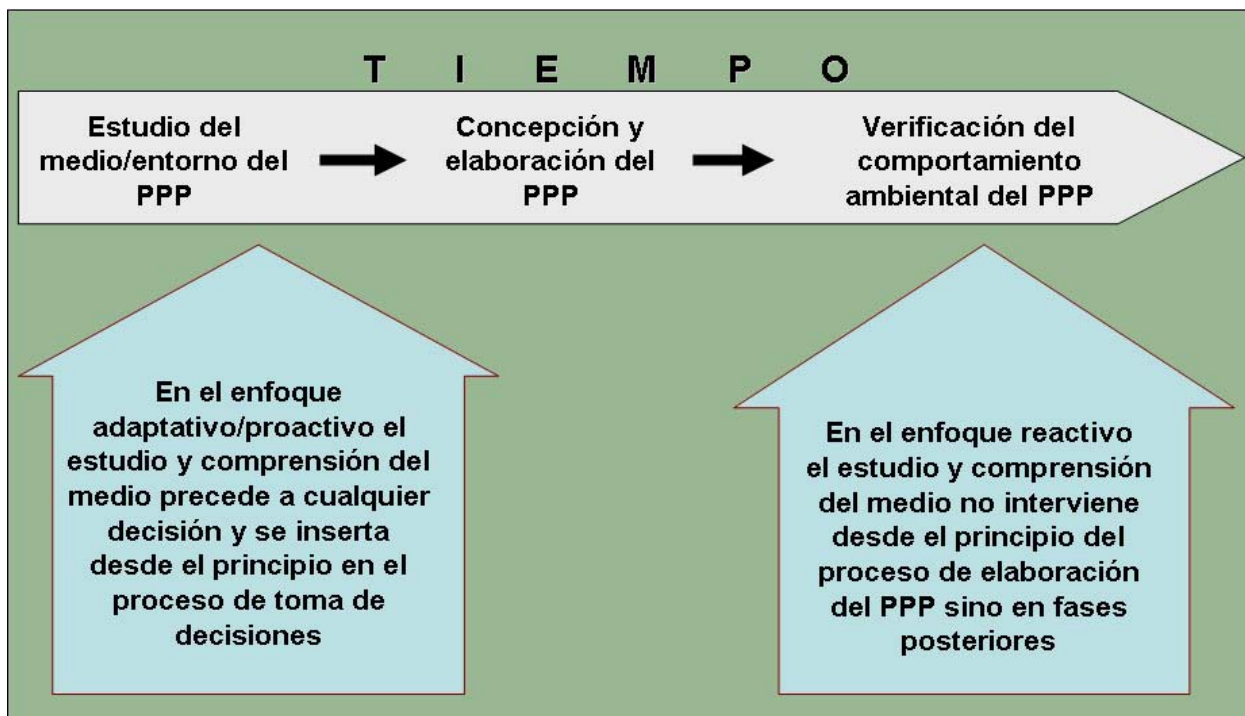 T I E M P O
Estudio del
medio/entorno del
PPP
Concepción y
elaboración del
PPP
Verificación del
comportamiento
ambiental del PPP
En el enfoque
adaptativo/proactivo el
estudio y comprensión del
medio precede a cualquier
decisión y se inserta
desde el principio en el
proceso de toma de
decisiones
En el enfoque reactivo
el estudio y comprensión
del medio no interviene
desde el principio del
proceso de elaboración
del PPP sino en fases
posteriores